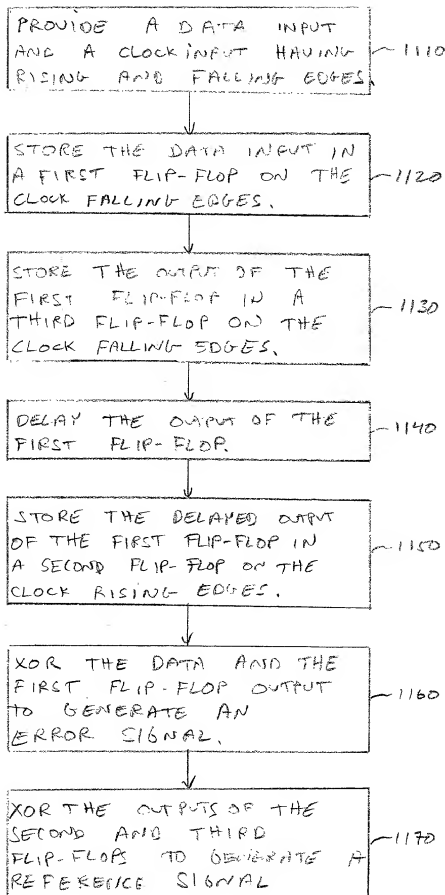 PROVIDE A DATA INPUT
AND A CLOCK INPUT HAVING
RISING AND FALLING EDGES.
1110
STORE THE DATA INPUT IN
A FIRST FLIP-FLOP ON THE
CLOCK FALLING EDGES.
1120
STORE THE OUTPUT OF THE
FIRST FLIP-FLOP IN A
THIRD FLIP-FLOP ON THE
CLOCK FALLING EDGES.
1130
DELAY THE OUTPUT OF THE
FIRST FLIP-FLOP.
1140
STORE THE DELAYED OUTPUT
OF THE FIRST FLIP-FLOP IN
A SECOND FLIP-FLOP ON THE
CLOCK RISING EDGES.
1150
XOR THE DATA AND THE
FIRST FLIP-FLOP OUTPUT
TO GENERATE AN
ERROR SIGNAL.
1160
XOR THE OUTPUTS OF THE
SECOND AND THIRD
FLIP-FLOPS TO GENERATE A
REFERENCE SIGNAL
1170